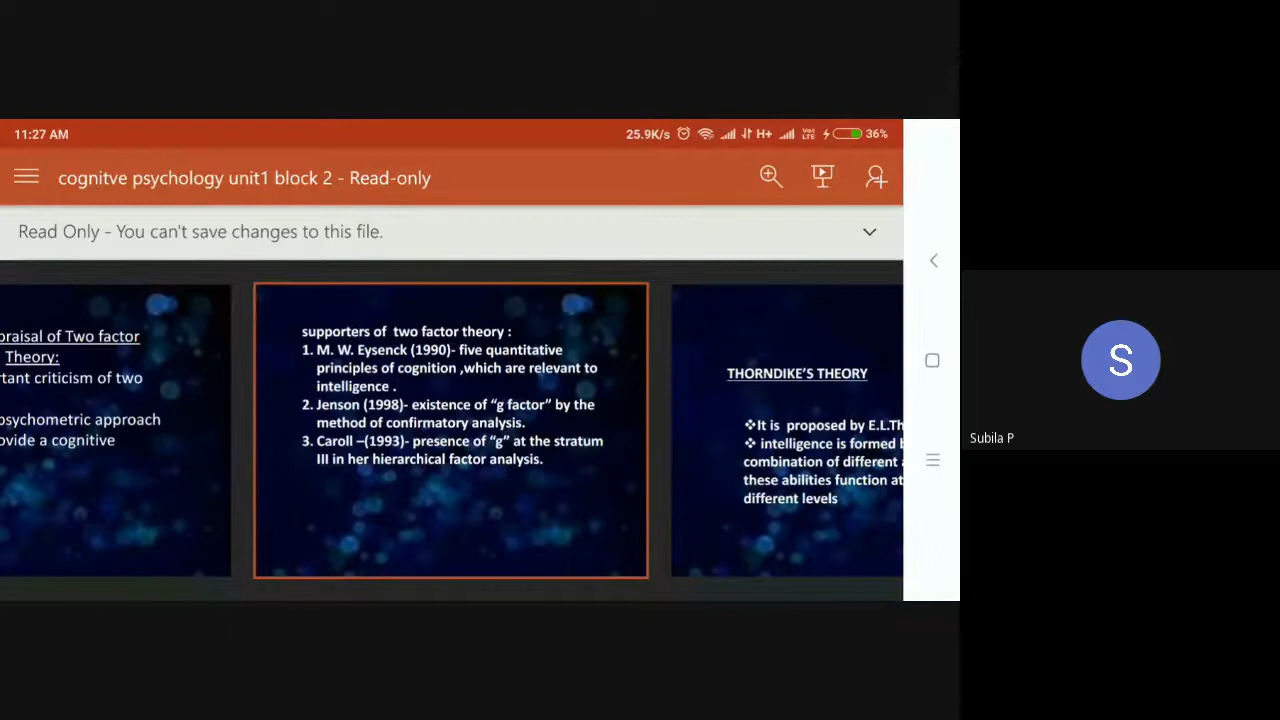 11:27 AM
25.9K/s
H+
Vo
LTE
36%
cognitve psychology unit1 block 2 - Read-only
Read Only - You can't save changes to this file.
praisal of Two factor
Theory:
rtant criticism of two
psychometric approach
ovide a cognitive
supporters of two factor theory :
1. M. W. Eysenck (1990)- five quantitative
principles of cognition ,which are relevant to
intelligence .
2. Jenson (1998)- existence of “g factor” by the
method of confirmatory analysis.
3. Caroll –(1993)- presence of “g” at the stratum
III in her hierarchical factor analysis.
THORNDIKE’S THEORY
❖It is proposed by E.L.Th
❖ intelligence is formed b
combination of different a
these abilities function at
different levels
S
Subila P